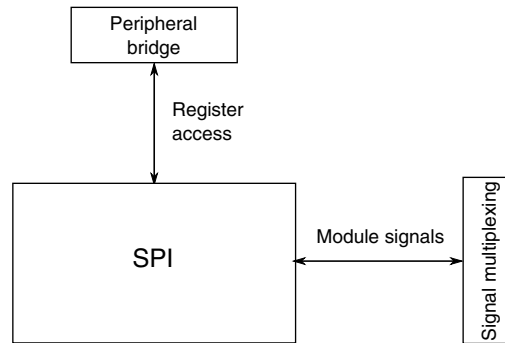 Peripheral
bridge
Register
access
SPI
Module signals
Signal multiplexing